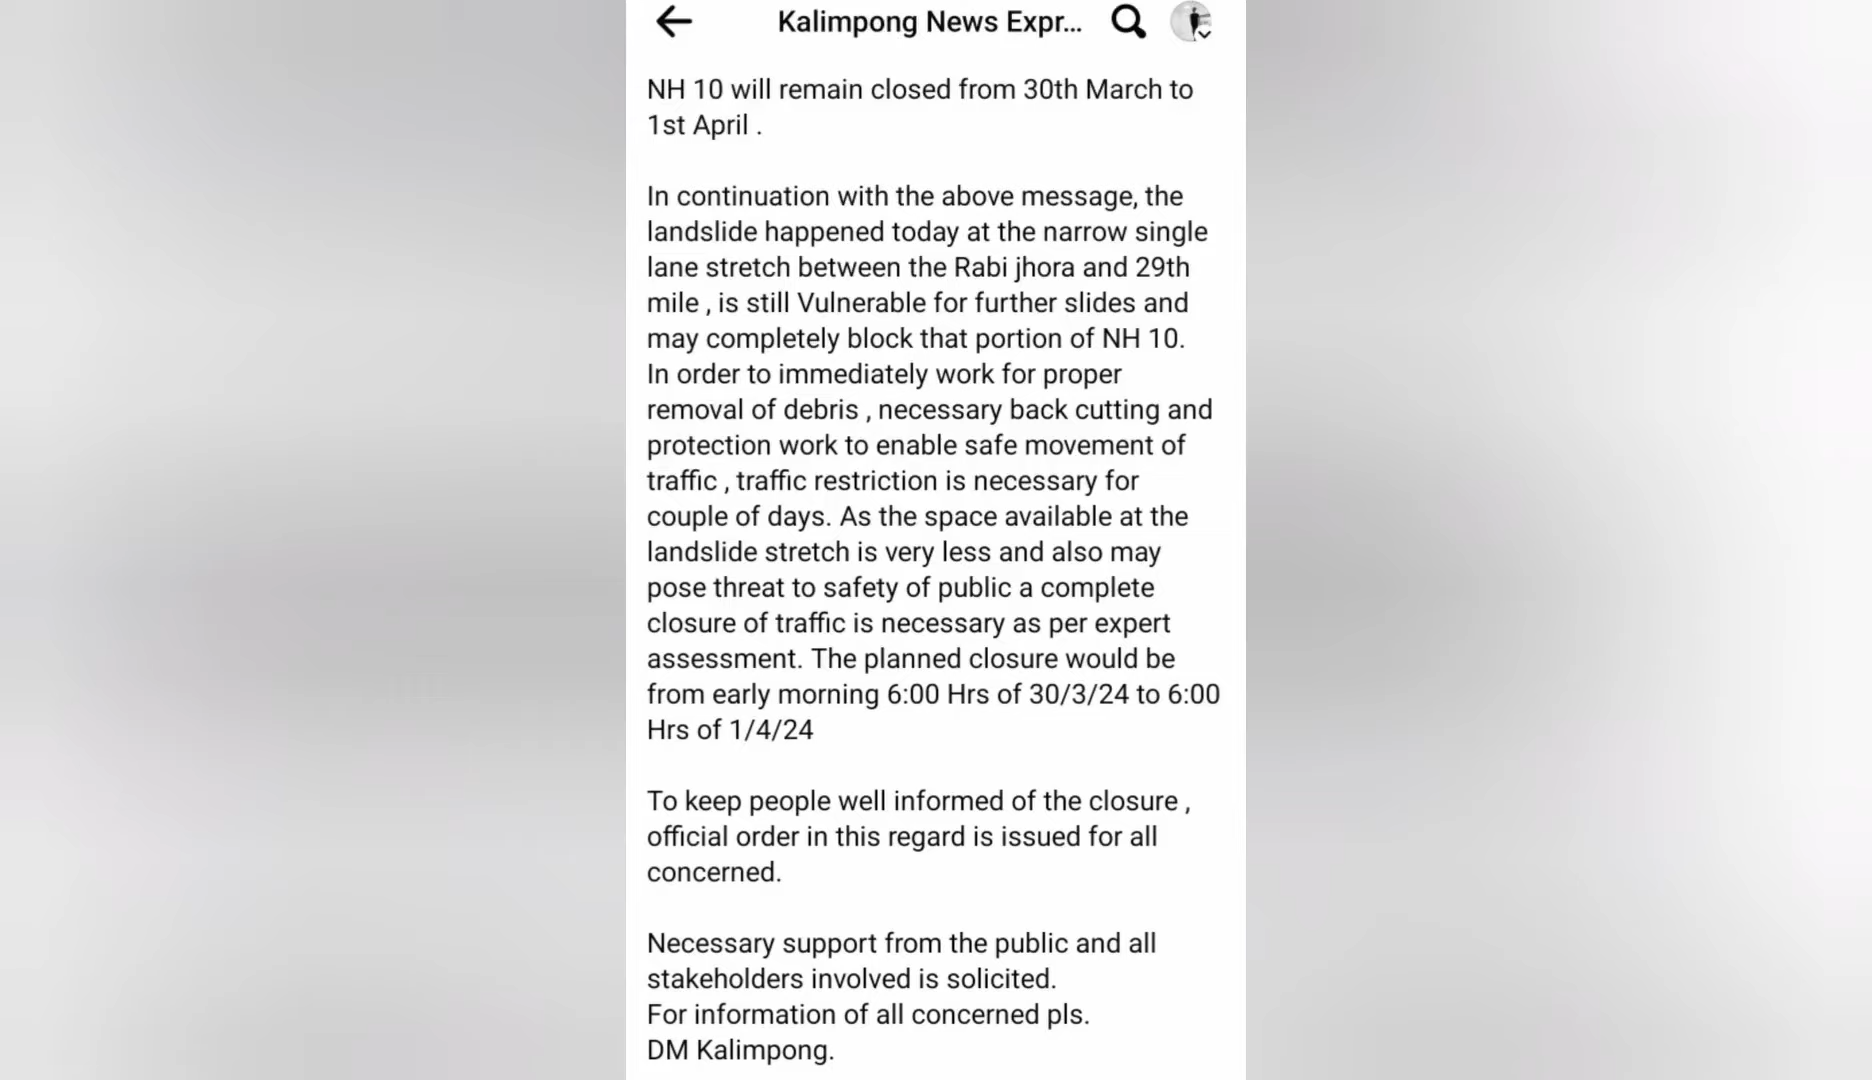 Kalimpong News Expr...
NH 10 will remain closed from 30th March to
1st April .
In continuation with the above message, the
landslide happened today at the narrow single
lane stretch between the Rabi jhora and 29th
mile , is still Vulnerable for further slides and
may completely block that portion of NH 10.
In order to immediately work for proper
removal of debris , necessary back cutting and
protection work to enable safe movement of
traffic , traffic restriction is necessary for
couple of days. As the space available at the
landslide stretch is very less and also may
pose threat to safety of public a complete
closure of traffic is necessary as per expert
assessment. The planned closure would be
from early morning 6:00 Hrs of 30/3/24 to 6:00
Hrs of 1/4/24
To keep people well informed of the closure ,
official order in this regard is issued for all
concerned.
Necessary support from the public and all
stakeholders involved is solicited.
For information of all concerned pls.
DM Kalimpong.